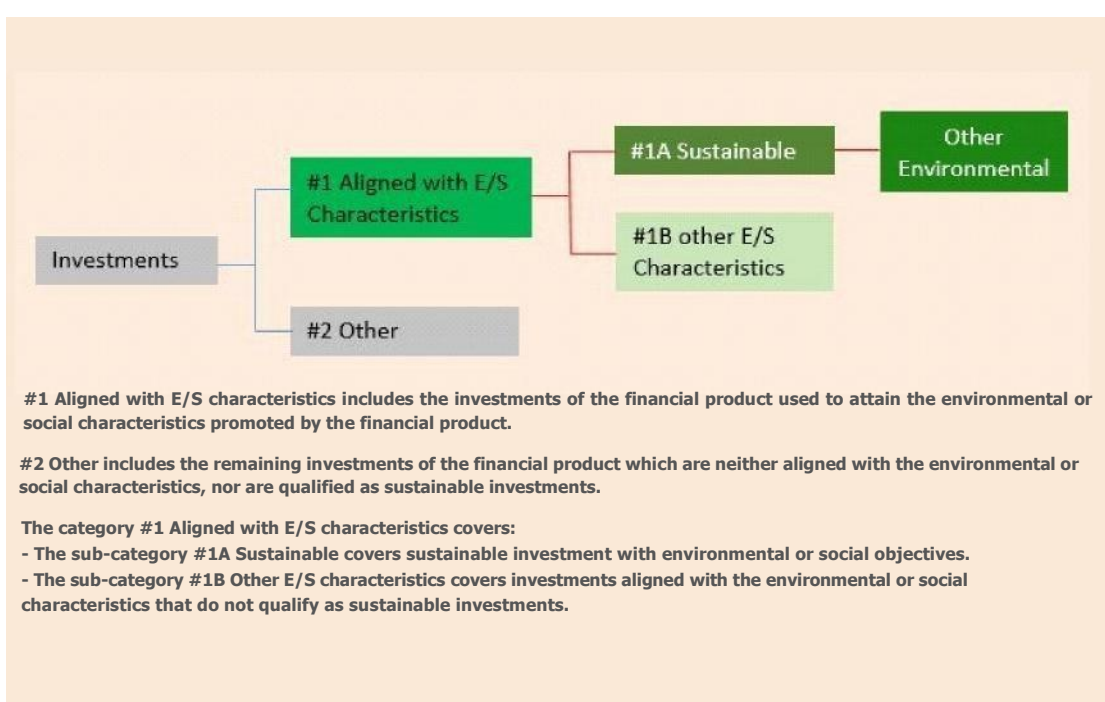 Other
Environmental
#1A Sustainable
#1 Aligned with E/S
Characteristics
#1B other E/S
Characteristics
Investments
#2 Other
#1 Aligned with E/S characteristics includes the investments of the financial product used to attain the environmental or
social characteristics promoted by the financial product.
#2 Other includes the remaining investments of the financial product which are neither aligned with the environmental or
social characteristics, nor are qualified as sustainable investments.
The category #1 Aligned with E/S characteristics covers:
- The sub-category #1A Sustainable covers sustainable investment with environmental or social objectives.
- The sub-category #1B Other E/S characteristics covers investments aligned with the environmental or social
characteristics that do not qualify as sustainable investments.